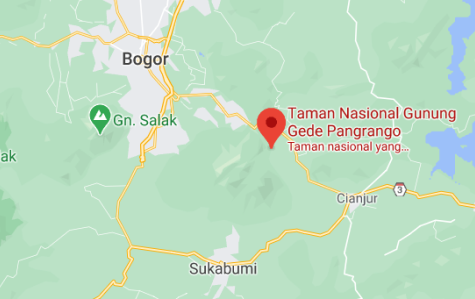 Bogor
Gn. Salak
Taman Nasional Gunung
Gede Pangrango
Taman nasional yang...
ak
Cianjur
3
Sukabumi